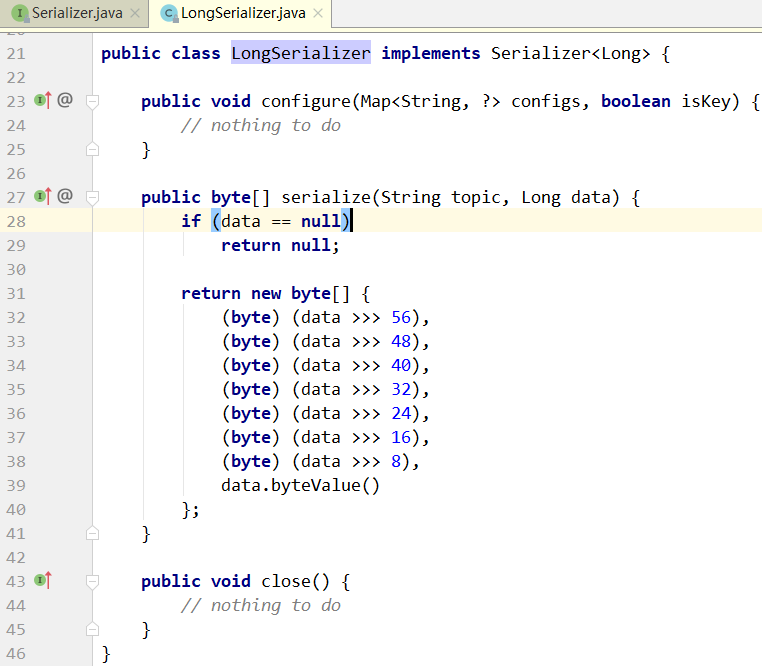 Serializer.java × LongSerializer.java ×
21 public class LongSerializer implements Serializer<Long> {
22
23 @ public void configure(Map<String, ?> configs, boolean isKey) {
24 // nothing to do
25 }
26
27 @ public byte[] serialize(String topic, Long data) {
28 if (data == null)
29 return null;
30
31 return new byte[] {
32 (byte) (data >>> 56),
33 (byte) (data >>> 48),
34 (byte) (data >>> 40),
35 (byte) (data >>> 32),
36 (byte) (data >>> 24),
37 (byte) (data >>> 16),
38 (byte) (data >>> 8),
39 data.byteValue()
40 };
41 }
42
43 public void close() {
44 // nothing to do
45 }
46 }